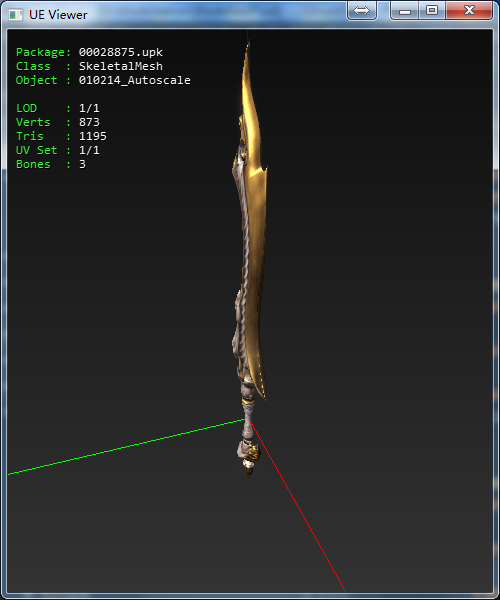 UE Viewer
Package: 00028875.upk
Class  : SkeletalMesh
Object : 010214_Autoscale
LOD    : 1/1
Verts  : 873
Tris   : 1195
UV Set : 1/1
Bones  : 3